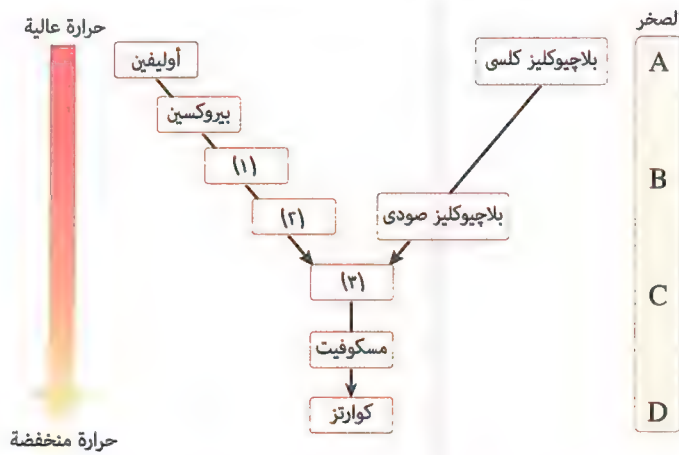 حرارة عالية
الصخر
أوليفين
بلاچيوكليز كلسى
A
بيروكسين
(١)
B
(٢)
بلاچيوكليز صودى
(٣)
C
مسكوفيت
كوارتز
D
حرارة منخفضة